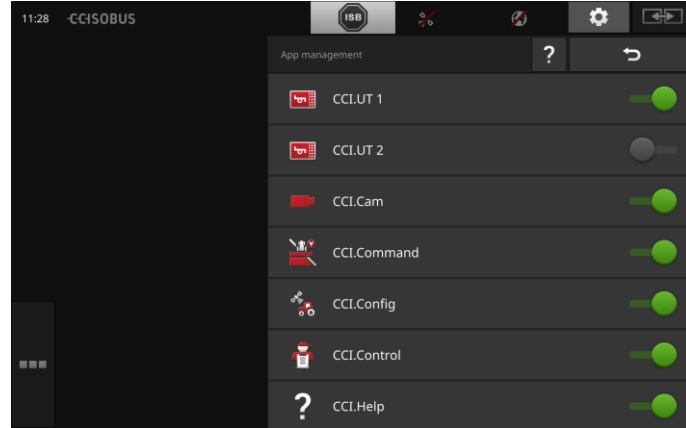 11:28 CCISOBUS ISB
App management ?
CCI.UT 1
CCI.UT 2
CCI.Cam
CCI.Command
CCI.Config
CCI.Control
? CCI.Help